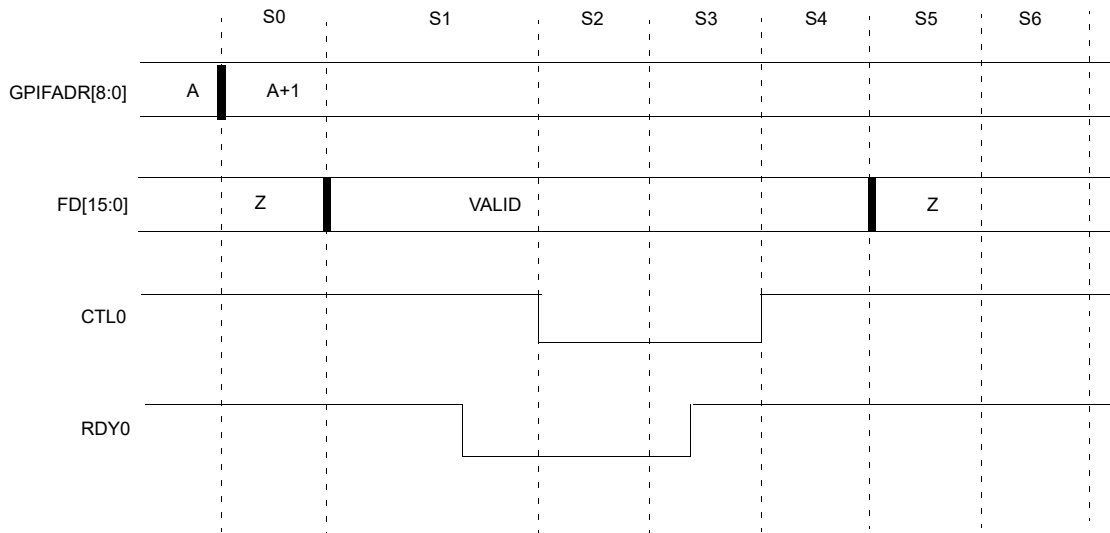 S0 S1 S2 S3 S4 S5 S6
GPIFADR[8:0] A A+1
FD[15:0] Z VALID Z
CTL0
RDY0